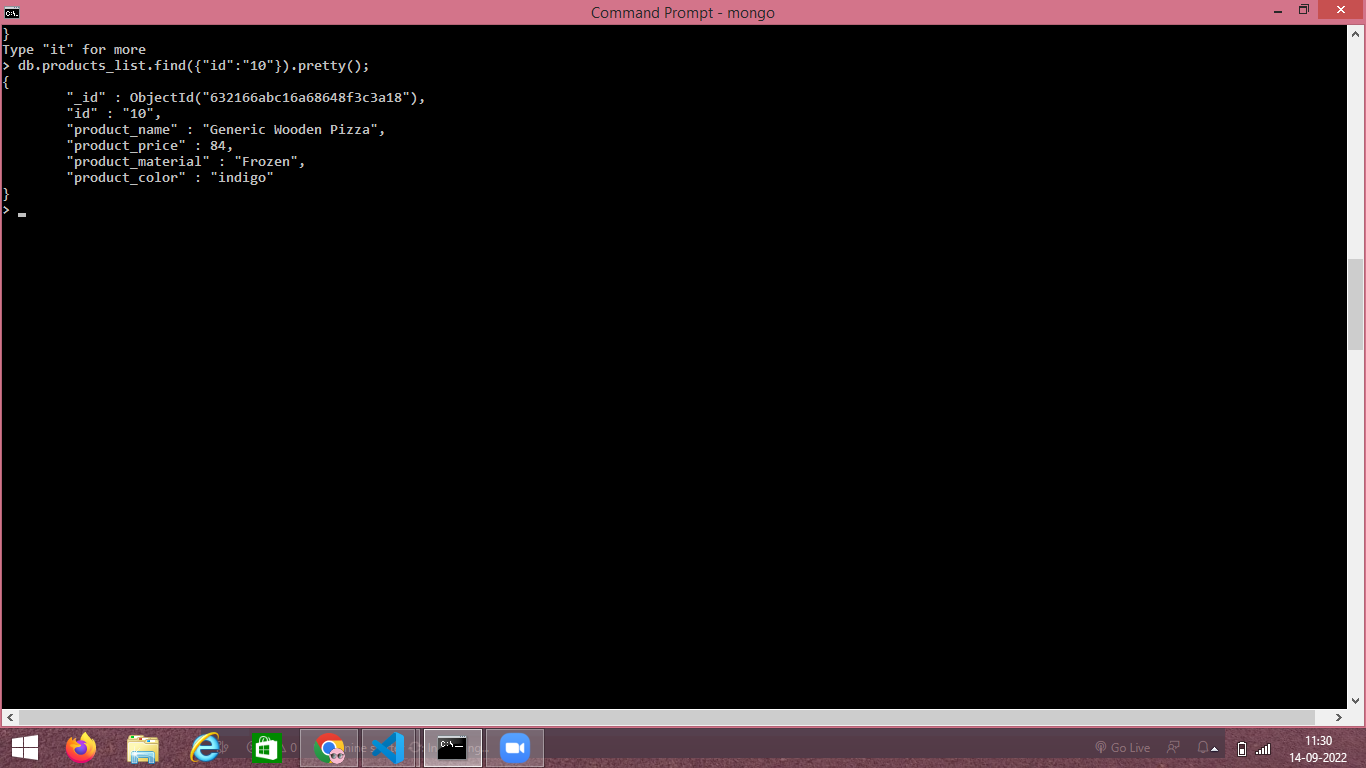 Command Prompt - mongo
}
Type "it" for more
> db.products_list.find({"id":"10"}).pretty();
{
"_id" : ObjectId("632166abc16a68648f3c3a18"),
"id" : "10",
"product_name" : "Generic Wooden Pizza",
"product_price" : 84,
"product_material" : "Frozen",
"product_color" : "indigo"
}
>
0
Go Live
11:30
14-09-2022